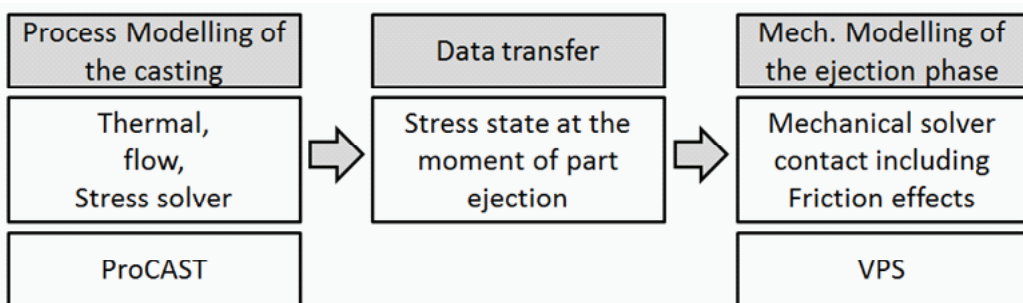 Process Modelling of
the casting
Data transfer
Mech. Modelling of
the ejection phase
Thermal,
flow,
Stress solver
Stress state at the
moment of part
ejection
Mechanical solver
contact including
Friction effects
ProCAST
VPS